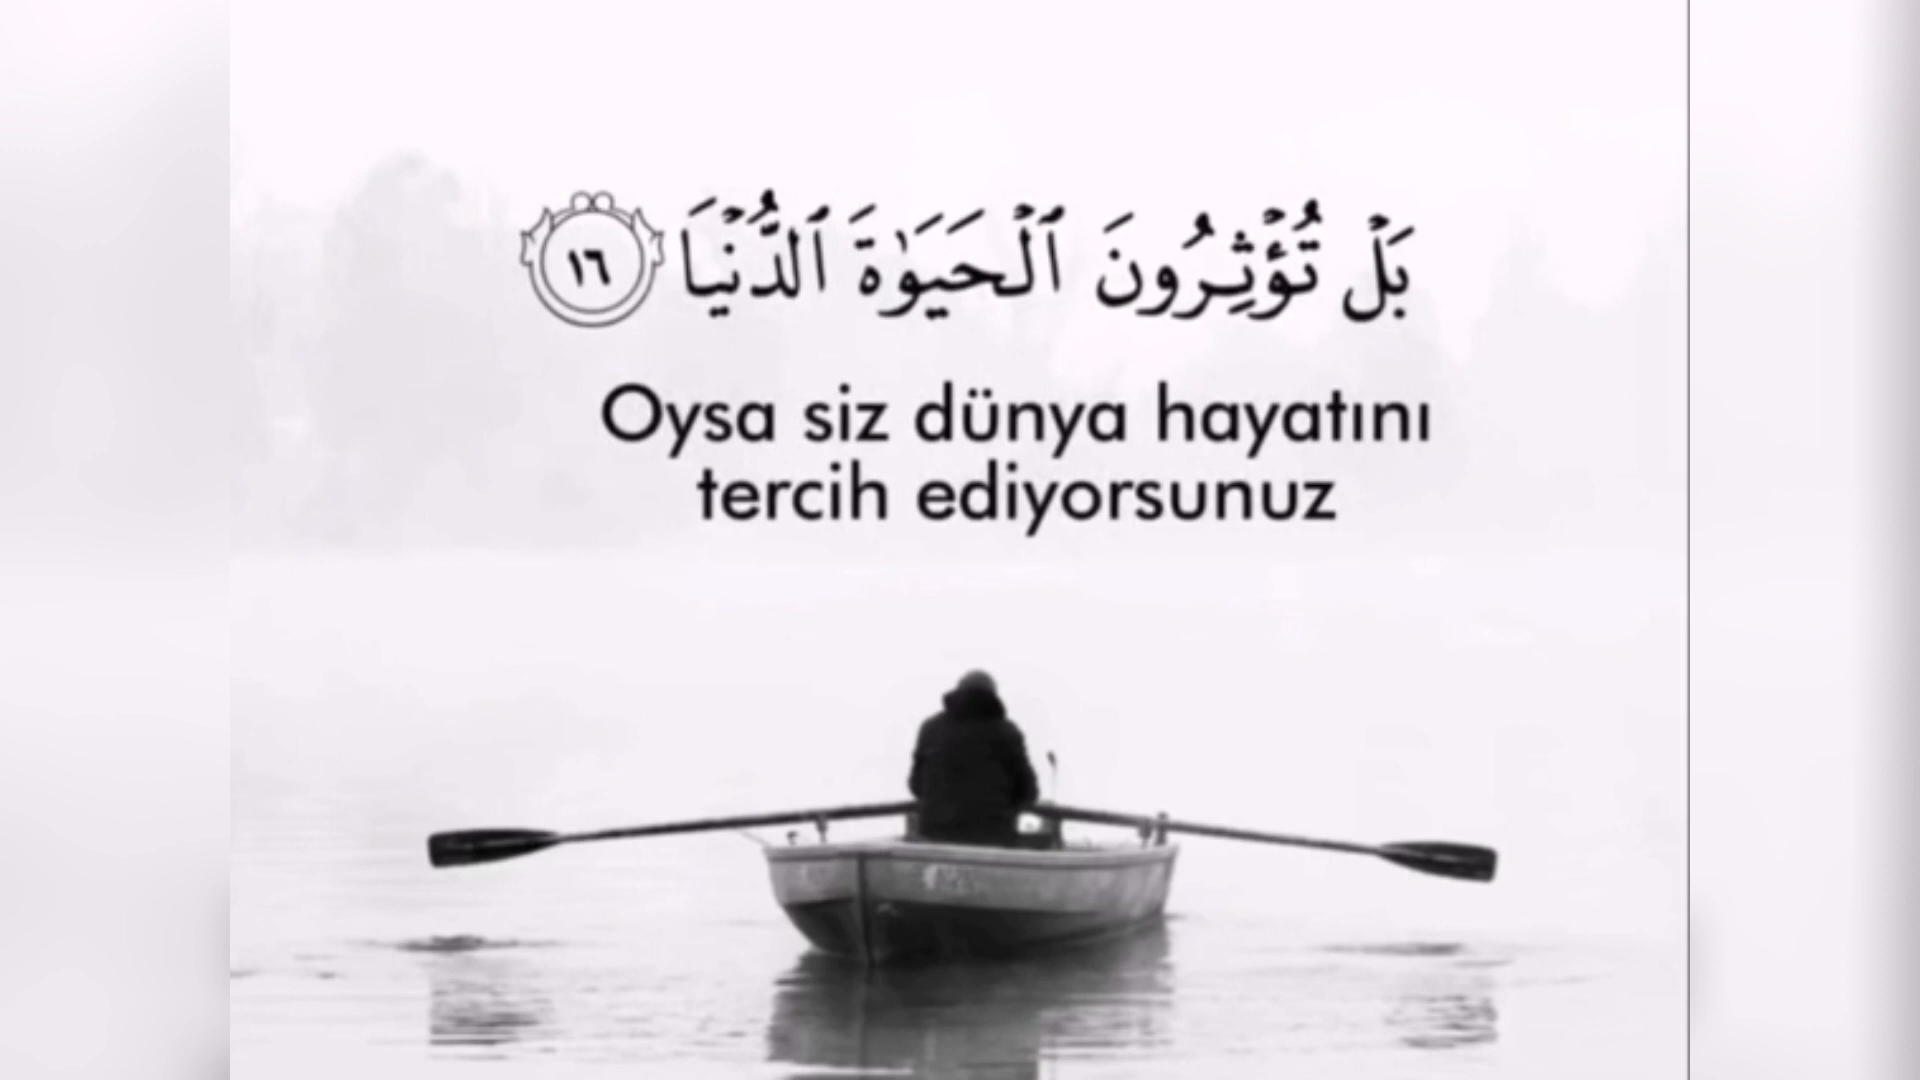 بَلْ تُؤْثِرُونَ ٱلْحَيَوٰةَ ٱلدُّنْيَا ١٦
Oysa siz dünya hayatını
tercih ediyorsunuz